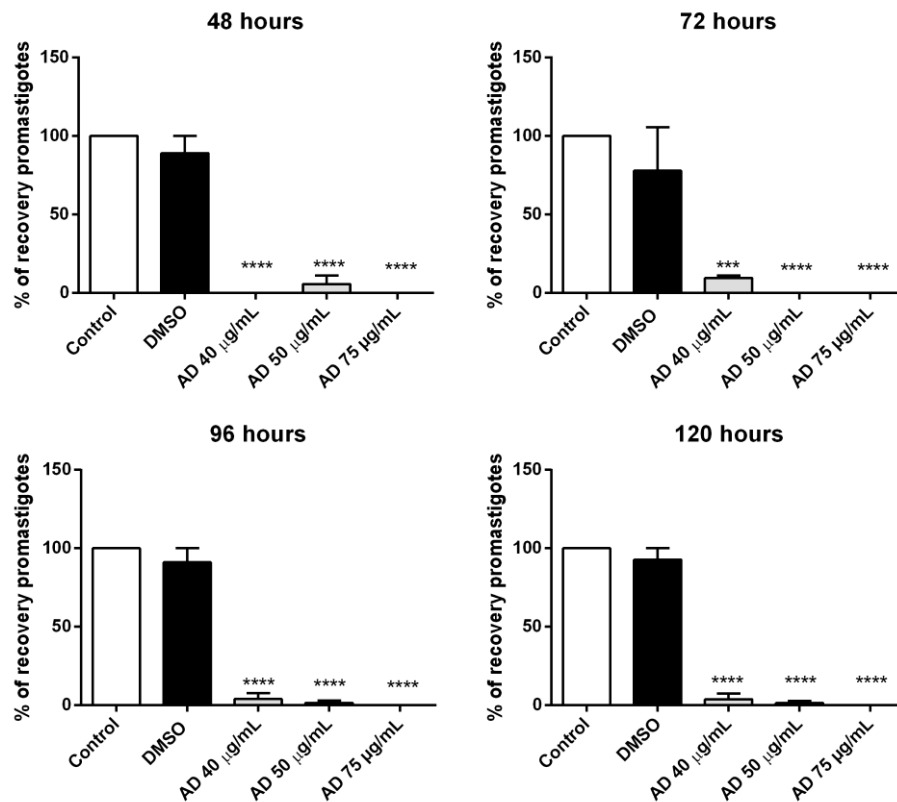 48 hours
% of recovery promastigotes
150
100
50
0
****
****
****
Control
DMSO
AD 40 μg/mL
AD 50 μg/mL
AD 75 µg/mL
72 hours
% of recovery promastigotes
150
100
50
0
***
****
****
Control
DMSO
AD 40 μg/mL
AD 50 μg/mL
AD 75 µg/mL
96 hours
% of recovery promastigotes
150
100
50
0
****
****
****
Control
DMSO
AD 40 μg/mL
AD 50 μg/mL
AD 75 µg/mL
120 hours
% of recovery promastigotes
150
100
50
0
****
****
****
Control
DMSO
AD 40 μg/mL
AD 50 μg/mL
AD 75 µg/mL